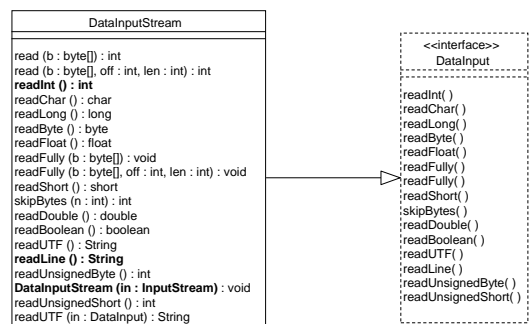 DataInputStream
read (b : byte[]) : int
read (b : byte[], off : int, len : int) : int
readInt () : int
readChar () : char
readLong () : long
readByte () : byte
readFloat () : float
readFully (b : byte[]) : void
readFully (b : byte[], off : int, len : int) : void
readShort () : short
skipBytes (n : int) : int
readDouble () : double
readBoolean () : boolean
readUTF () : String
readLine () : String
readUnsignedByte () : int
DataInputStream (in : InputStream) : void
readUnsignedShort () : int
readUTF (in : DataInput) : String
<<interface>>
DataInput
readInt( )
readChar( )
readLong( )
readByte( )
readFloat( )
readFully( )
readFully( )
readShort( )
skipBytes( )
readDouble( )
readBoolean( )
readUTF( )
readLine( )
readUnsignedByte( )
readUnsignedShort( )